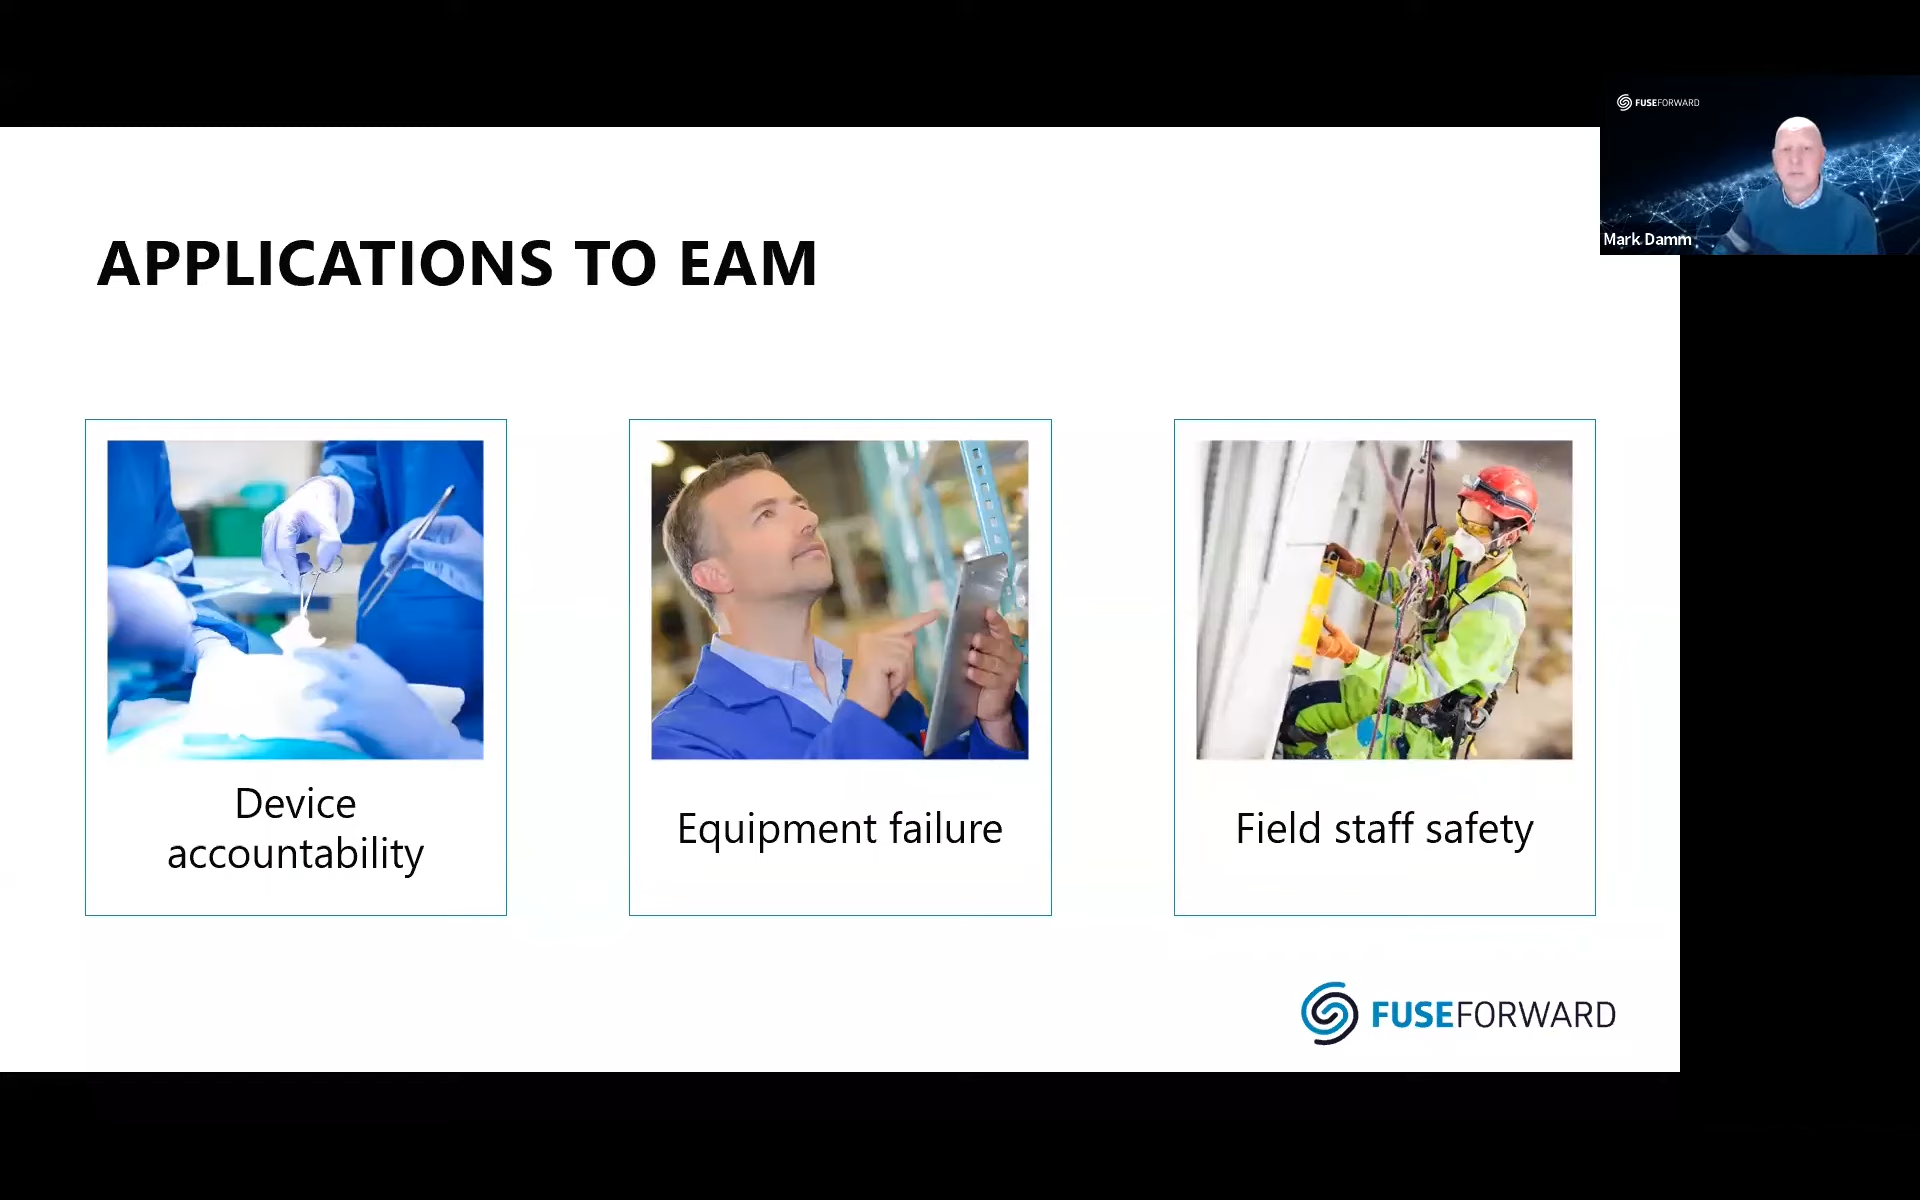 FUSEFORWARD
Mark Damm
APPLICATIONS TO EAM
Device
accountability
Equipment failure
Field staff safety
FUSEFORWARD